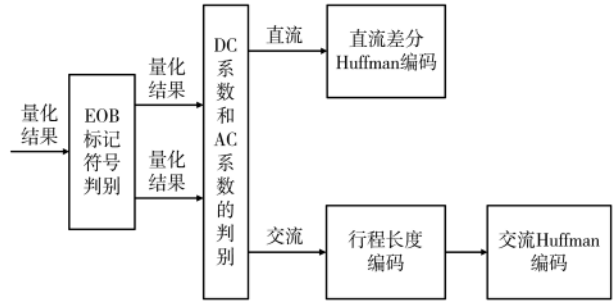 量化
结果
EOB
标记
符号
判别
量化
结果
量化
结果
DC
系
数
和
AC
系
数
的
判
别
直流
直流差分
Huffman编码
交流
行程长度
编码
交流Huffman
编码